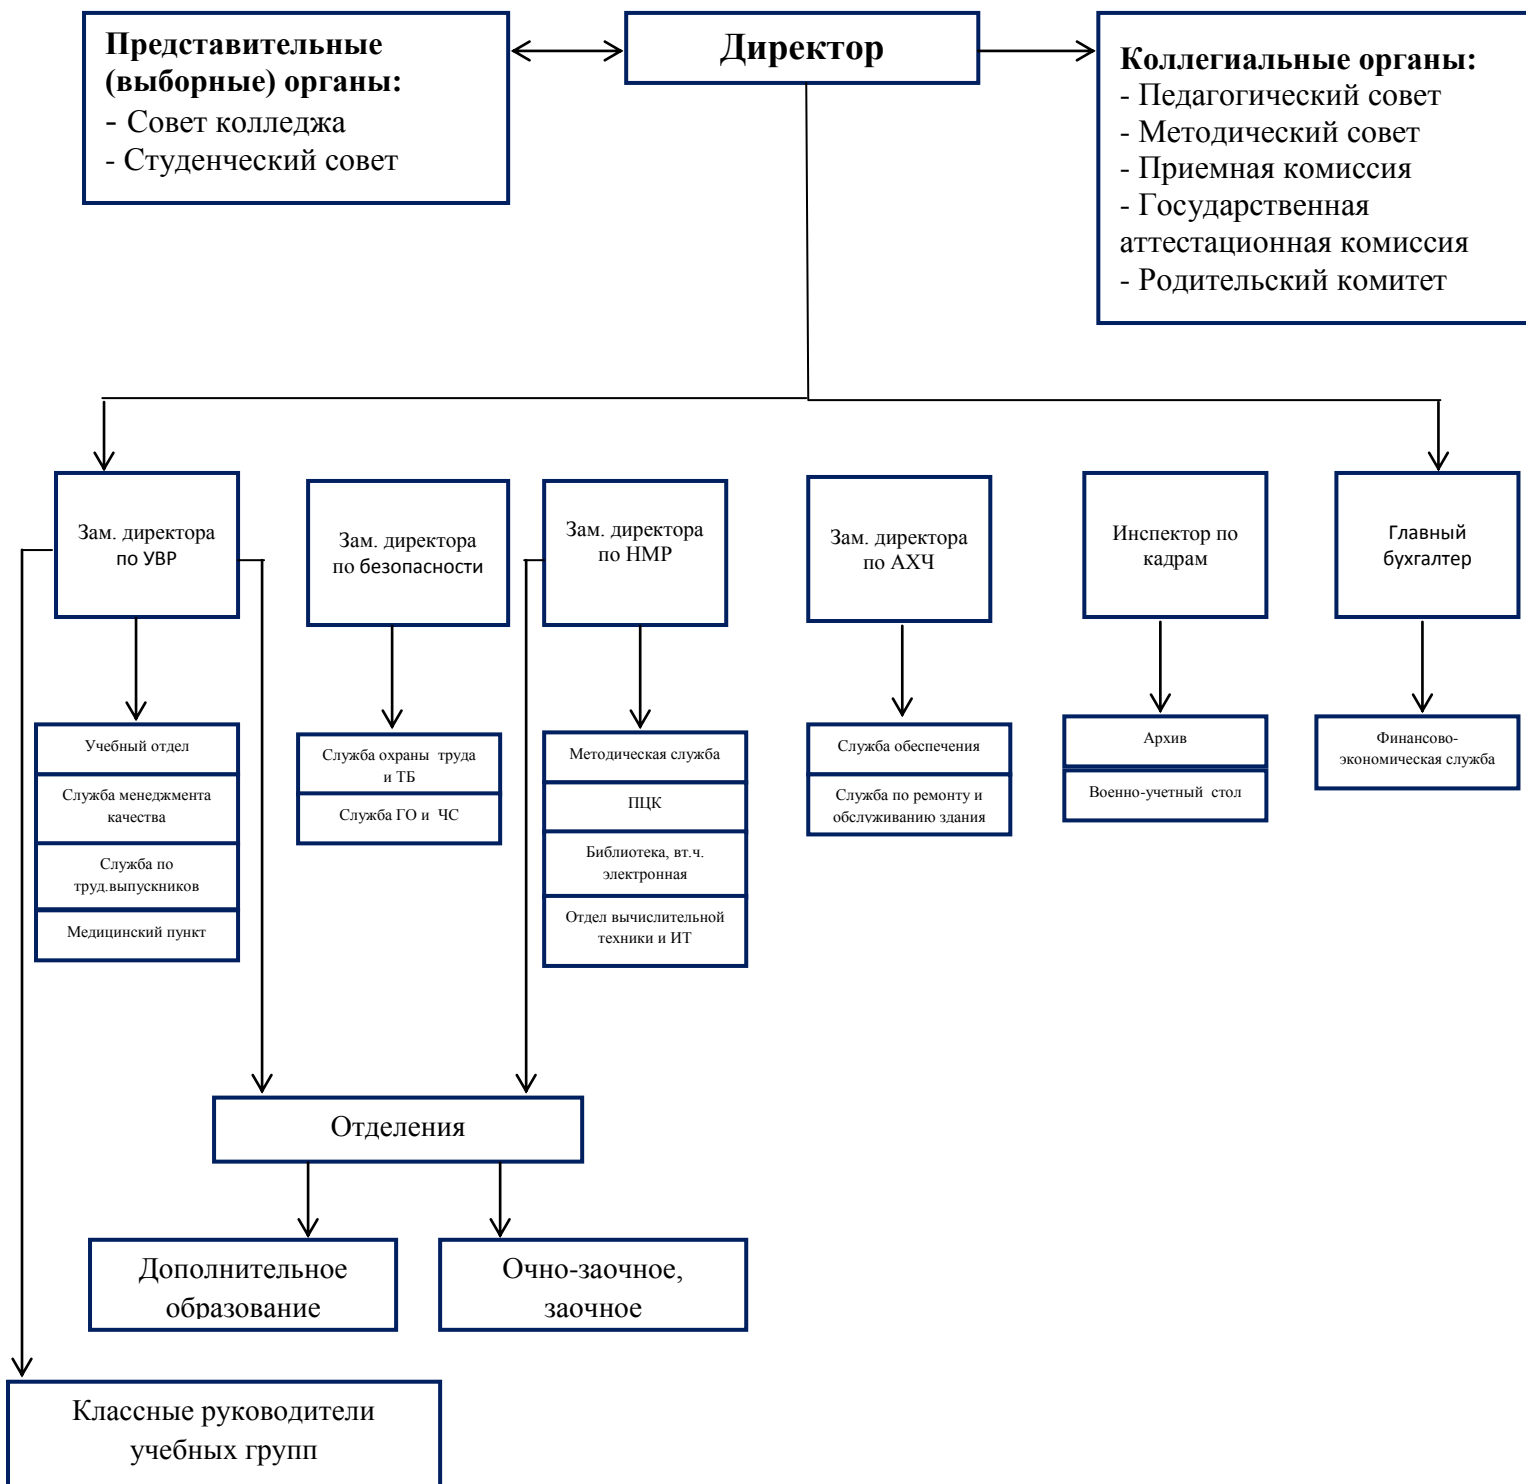 Представительные
(выборные) органы:
- Совет колледжа
- Студенческий совет
Директор
Коллегиальные органы:
- Педагогический совет
- Методический совет
- Приемная комиссия
- Государственная
аттестационная комиссия
- Родительский комитет
Зам. директора
по УВР
Зам. директора
по безопасности
Зам. директора
по НМР
Зам. директора
по АХЧ
Инспектор по
кадрам
Главный
бухгалтер
Учебный отдел
Служба менеджмента
качества
Служба по
труд.выпускников
Медицинский пункт
Служба охраны труда
и ТБ
Служба ГО и ЧС
Методическая служба
ПЦК
Библиотека, вт.ч.
электронная
Отдел вычислительной
техники и ИТ
Служба обеспечения
Служба по ремонту и
обслуживанию здания
Архив
Военно-учетный стол
Финансово-
экономическая служба
Отделения
Дополнительное
образование
Очно-заочное,
заочное
Классные руководители
учебных групп